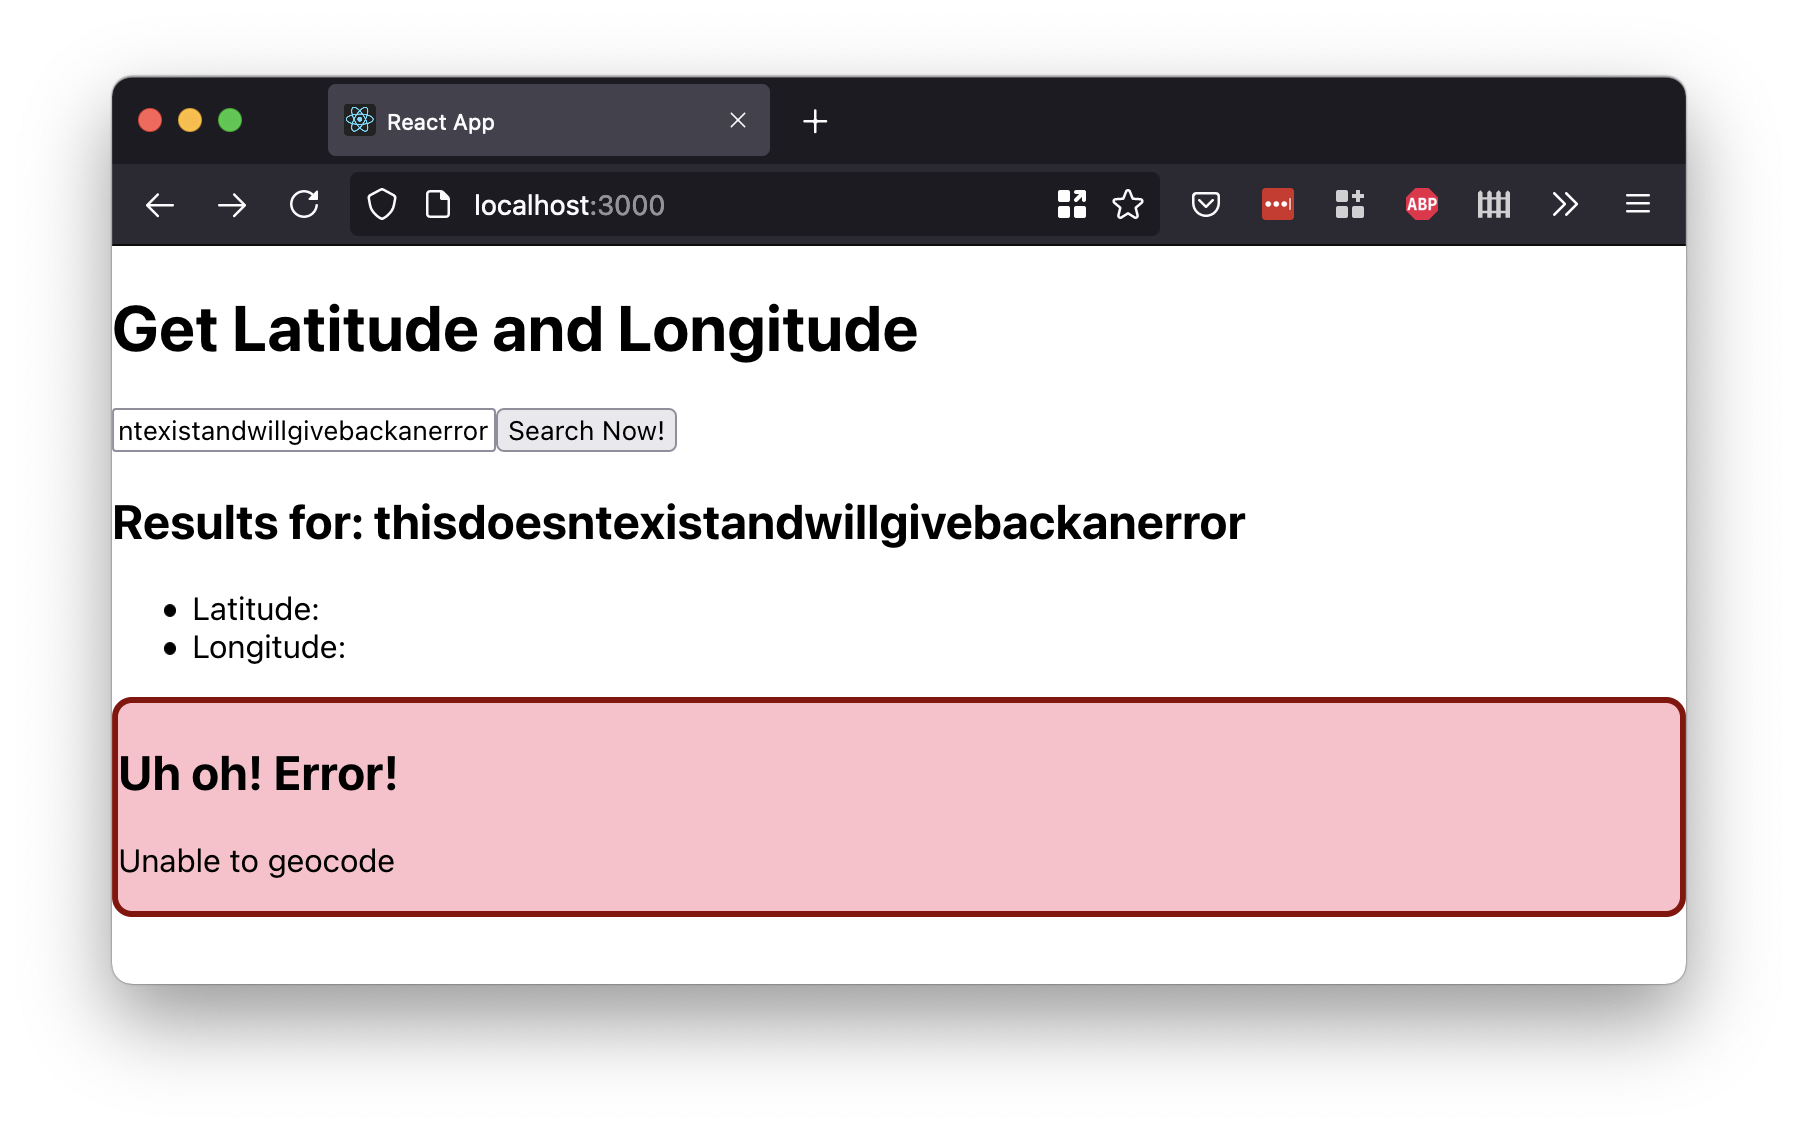 React App
localhost:3000
ABP
Get Latitude and Longitude
ntexistandwillgivebackanerror Search Now!
Results for: thisdoesntexistandwillgivebackanerror
Latitude:
Longitude:
Uh oh! Error!
Unable to geocode